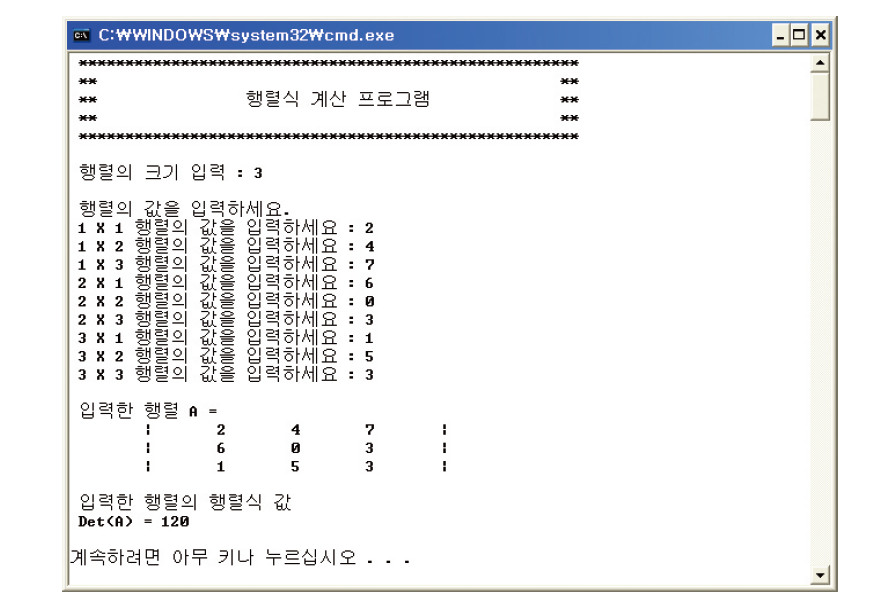 C:₩WINDOWS₩system32₩cmd.exe
******************************************************
** **
** 행렬식 계산 프로그램 **
** **
******************************************************
행렬의 크기 입력 : 3
행렬의 값을 입력하세요.
1 X 1 행렬의 값을 입력하세요 : 2
1 X 2 행렬의 값을 입력하세요 : 4
1 X 3 행렬의 값을 입력하세요 : 7
2 X 1 행렬의 값을 입력하세요 : 6
2 X 2 행렬의 값을 입력하세요 : 0
2 X 3 행렬의 값을 입력하세요 : 3
3 X 1 행렬의 값을 입력하세요 : 1
3 X 2 행렬의 값을 입력하세요 : 5
3 X 3 행렬의 값을 입력하세요 : 3
입력한 행렬 A =
| 2 4 7 |
| 6 0 3 |
| 1 5 3 |
입력한 행렬의 행렬식 값
Det(A) = 120
계속하려면 아무 키나 누르십시오 . . .